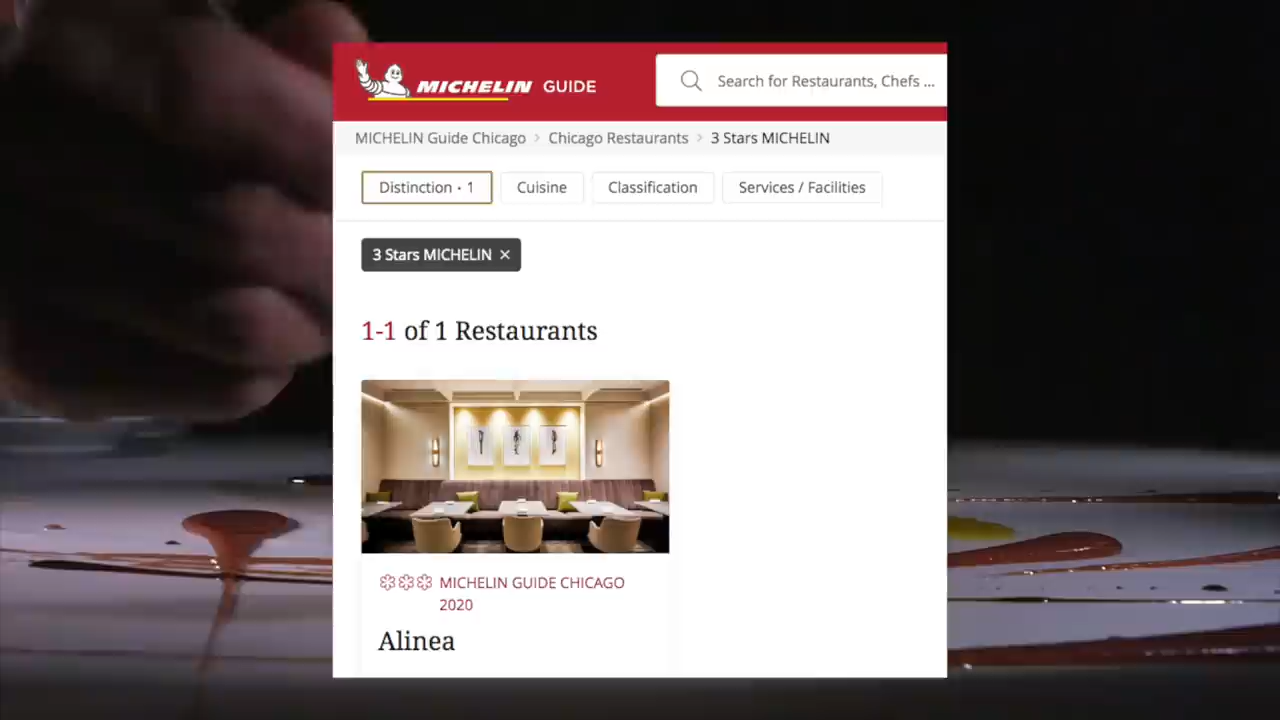 MICHELIN GUIDE
Search for Restaurants, Chefs ...
MICHELIN Guide Chicago > Chicago Restaurants > 3 Stars MICHELIN
Distinction • 1
Cuisine
Classification
Services / Facilities
3 Stars MICHELIN ×
1-1 of 1 Restaurants
MICHELIN GUIDE CHICAGO
2020
Alinea